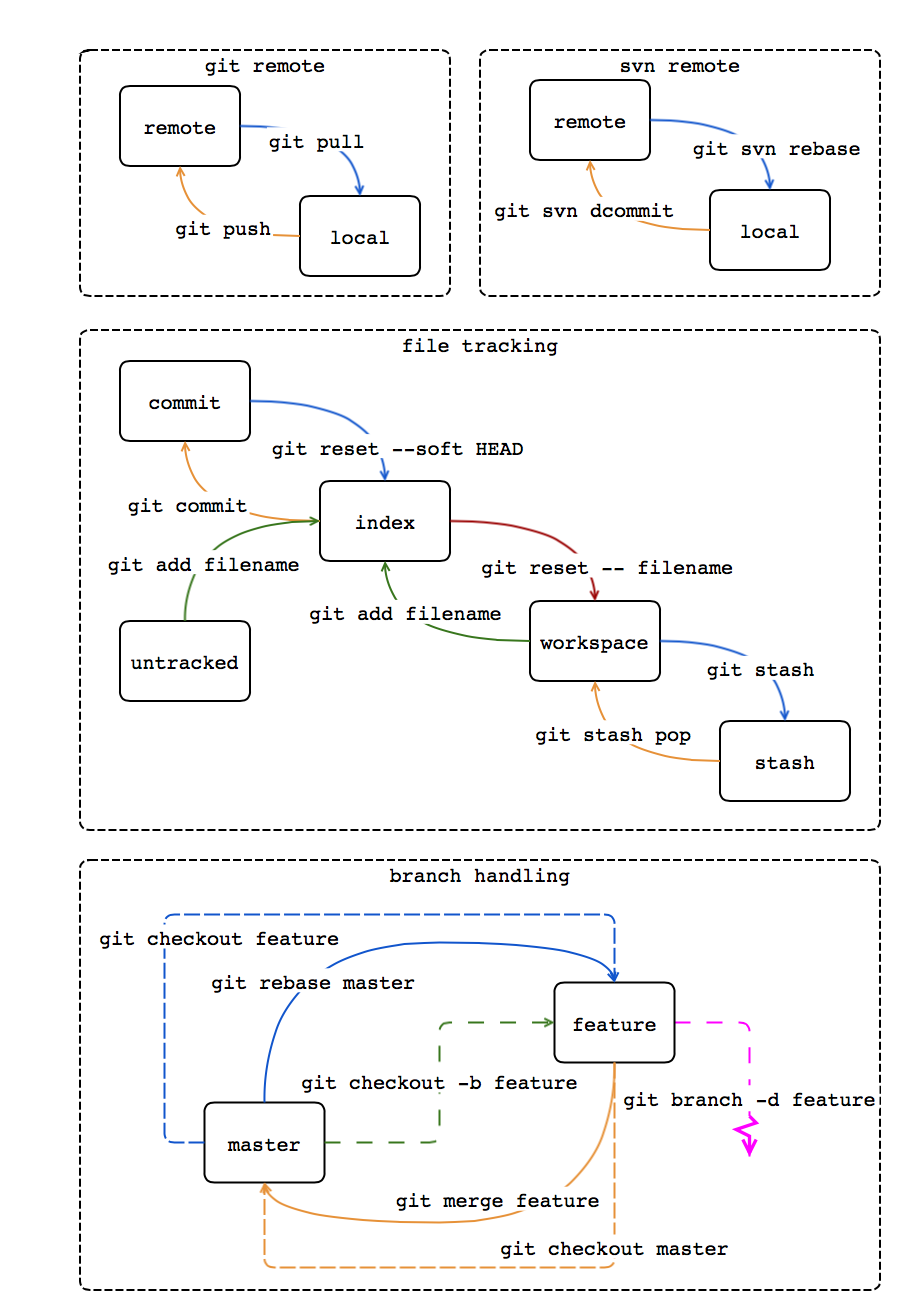 git remote
remote
git pull
git push
local
svn remote
remote
git svn rebase
git svn dcommit
local
file tracking
commit
git reset --soft HEAD
git commit
index
git add filename
git reset -- filename
git add filename
untracked
workspace
git stash
git stash pop
stash
branch handling
git checkout feature
git rebase master
feature
git checkout -b feature
git branch -d feature
master
git merge feature
git checkout master